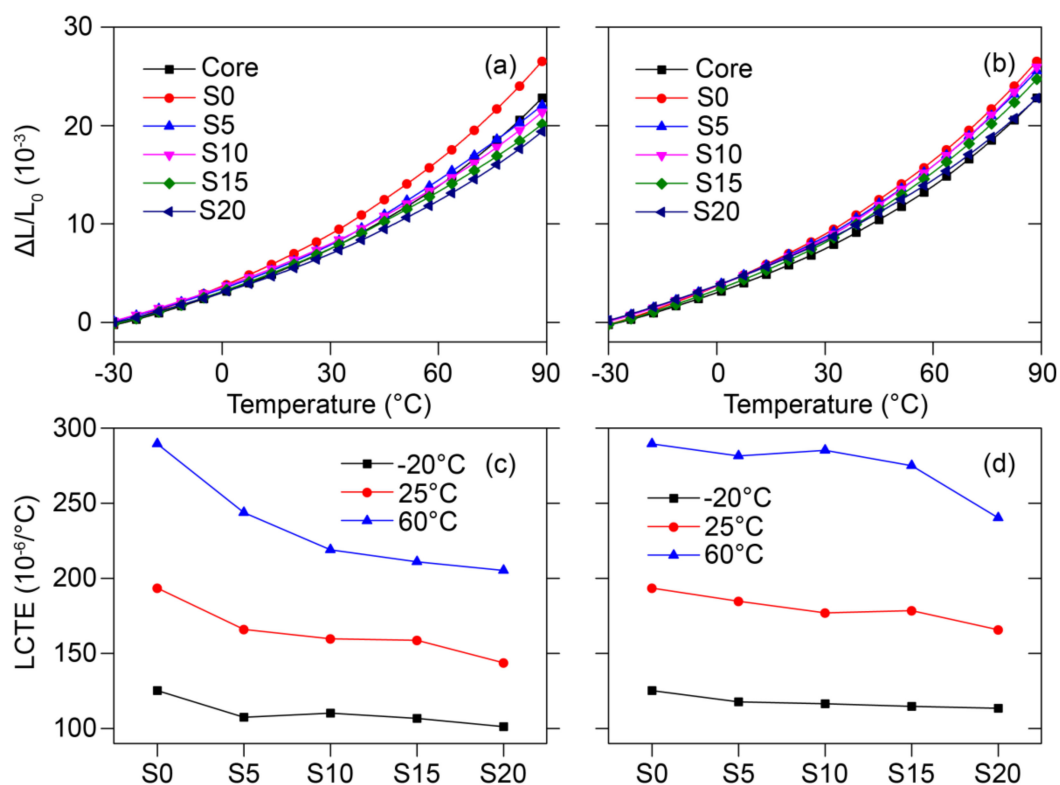 30
20
10
0
ΔL/L0 (10-3)
(a)
Core
S0
S5
S10
S15
S20
-30
0
30
60
90
Temperature (°C)
(b)
Core
S0
S5
S10
S15
S20
-30
0
30
60
90
Temperature (°C)
300
250
200
150
100
LCTE (10-6/°C)
(c)
-20°C
25°C
60°C
S0
S5
S10
S15
S20
(d)
-20°C
25°C
60°C
S0
S5
S10
S15
S20